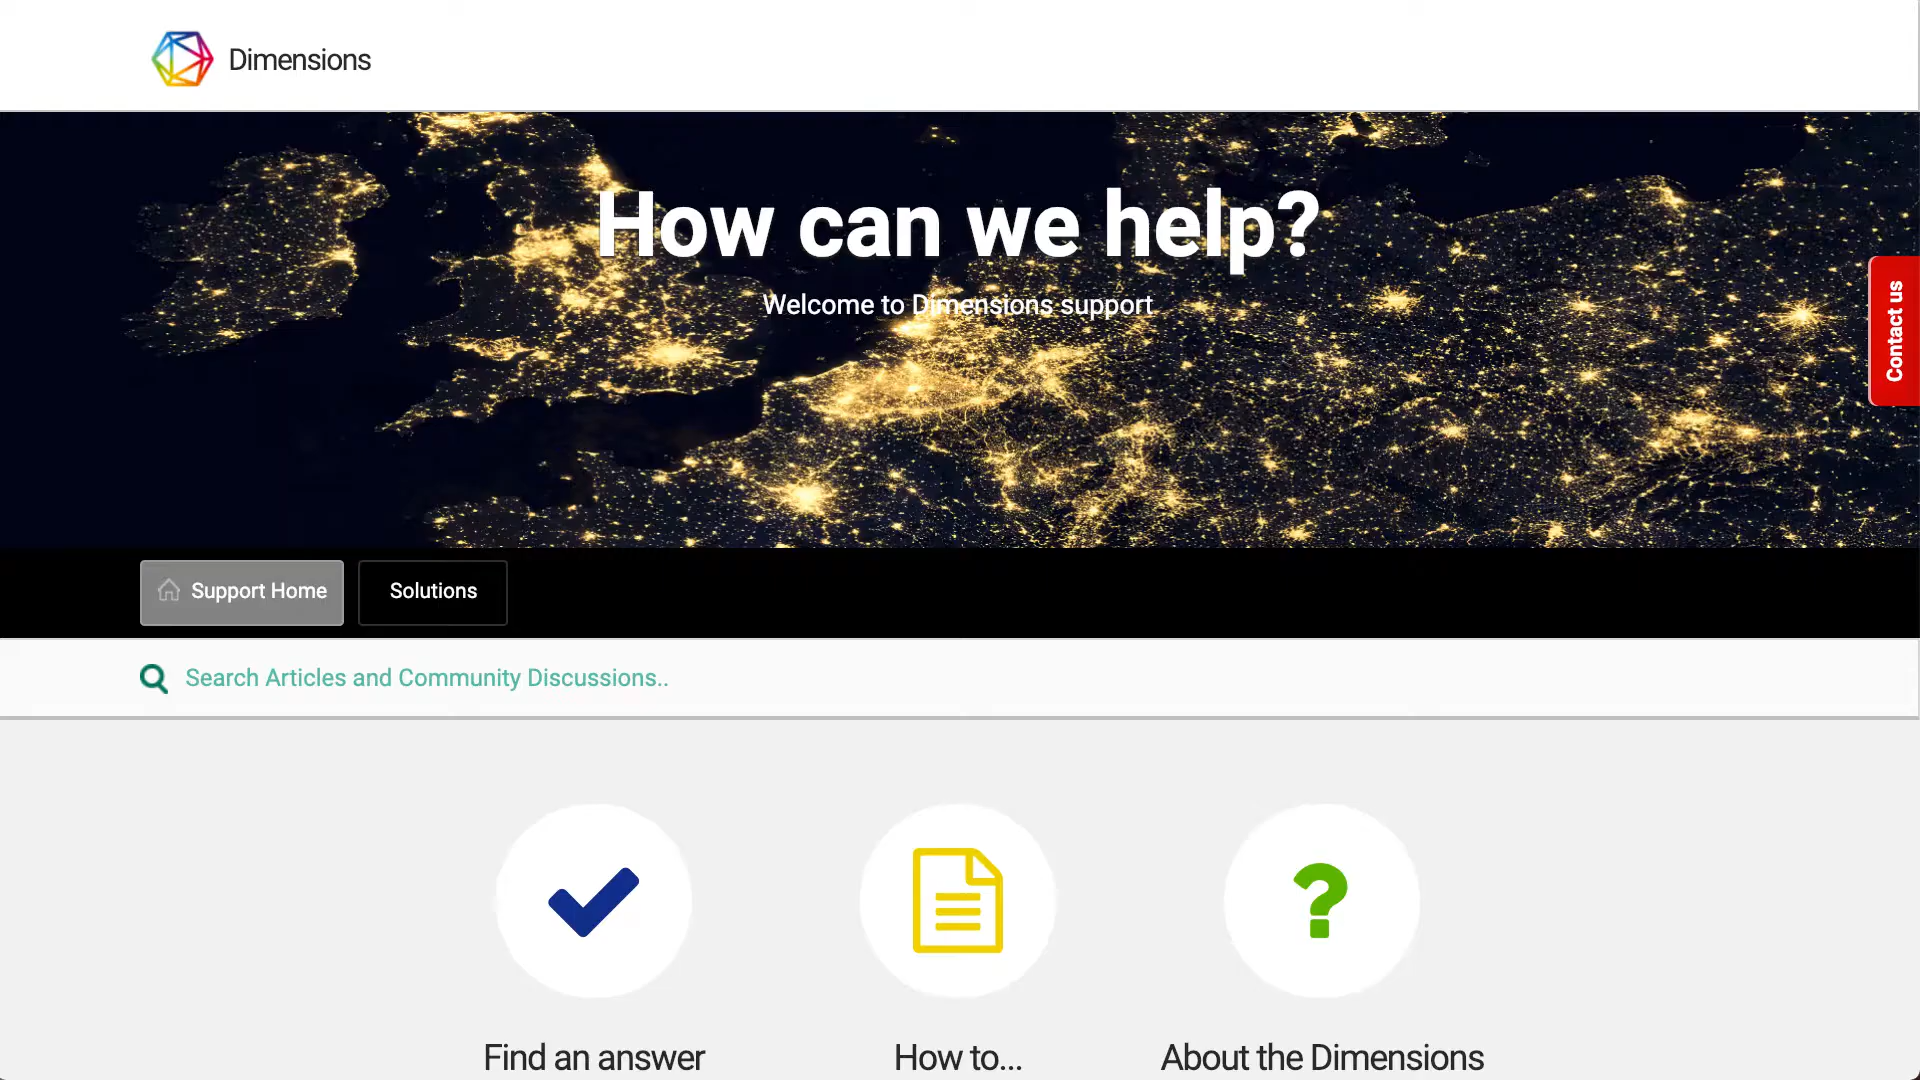 Dimensions
How can we help?
Welcome to Dimensions support
Contact us
Support Home
Solutions
Search Articles and Community Discussions..
Find an answer
How to...
About the Dimensions